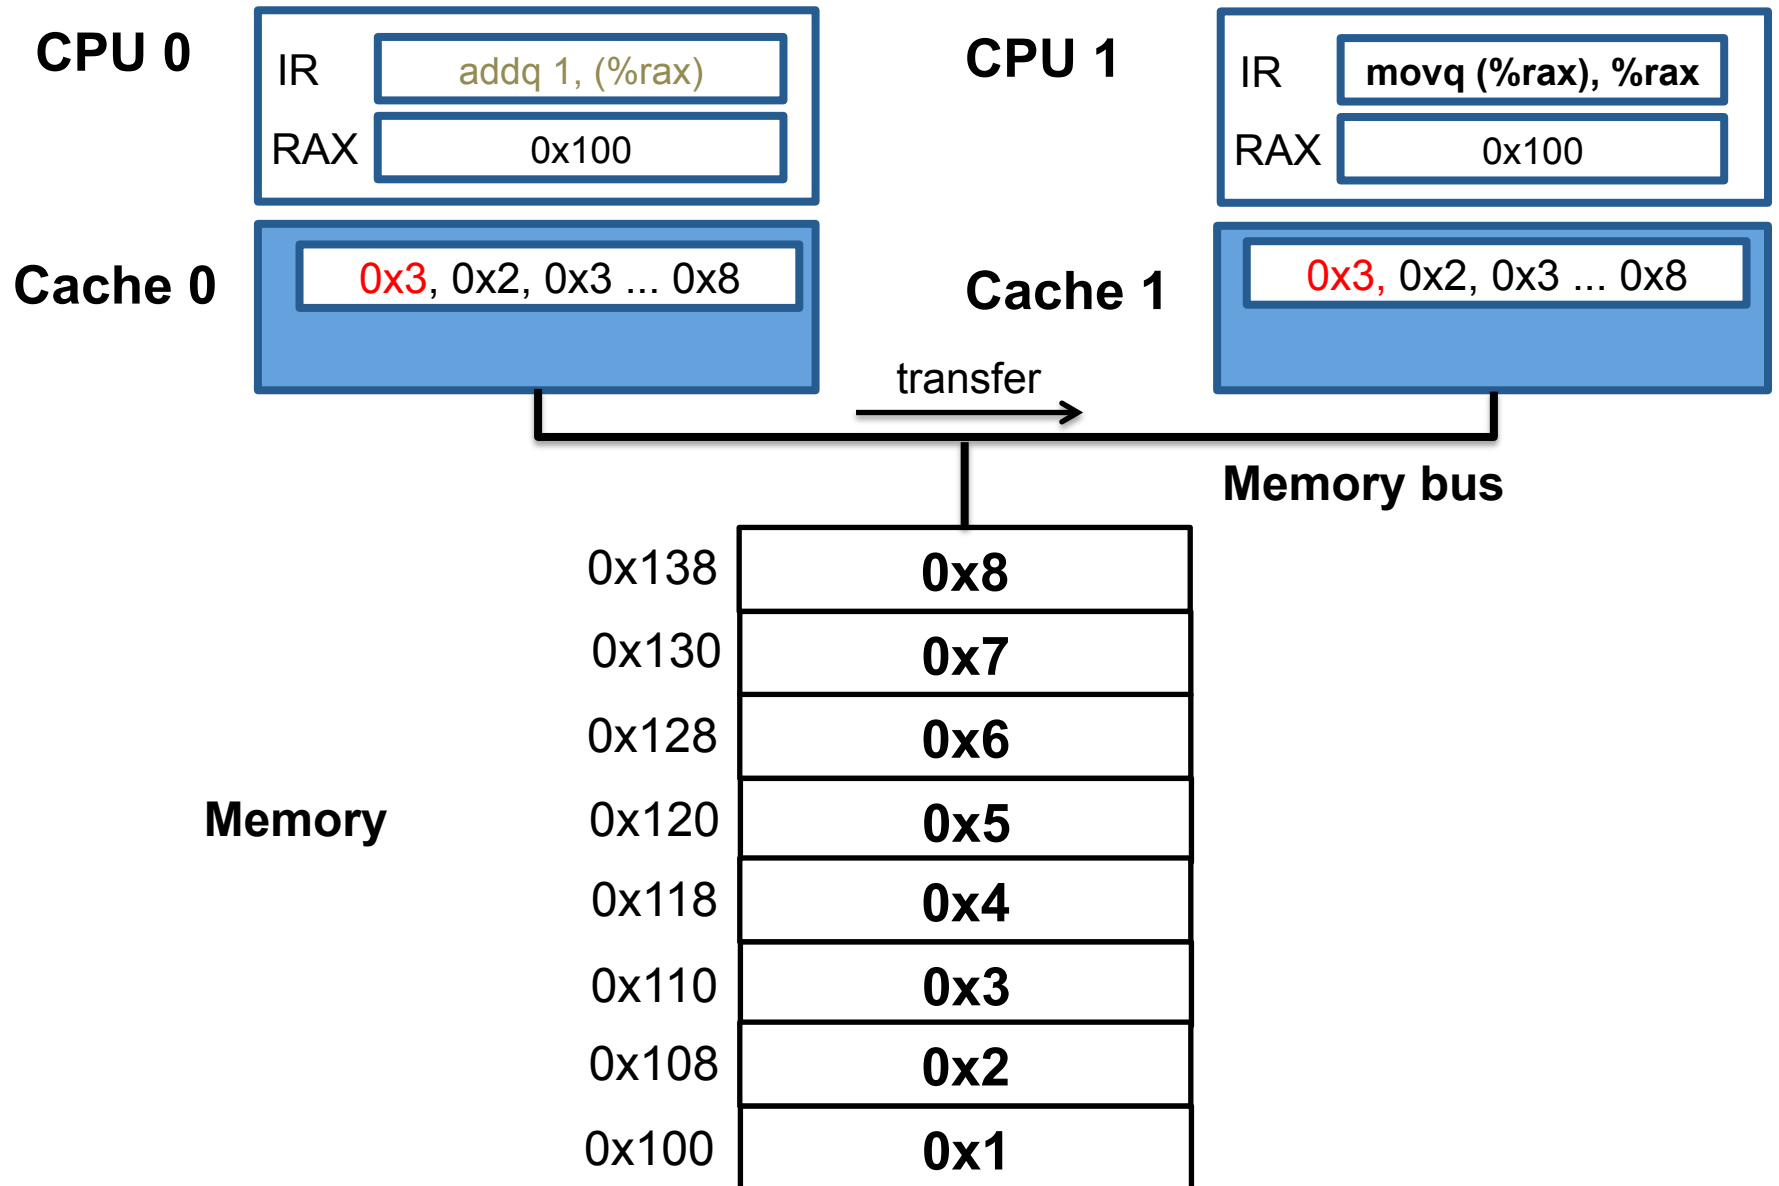 CPU 0
IR
addq 1, (%rax)
RAX
0x100
CPU 1
IR
movq (%rax), %rax
RAX
0x100
Cache 0
0x3, 0x2, 0x3 ... 0x8
Cache 1
0x3, 0x2, 0x3 ... 0x8
transfer
Memory bus
0x138 0x8
0x130 0x7
0x128 0x6
Memory
0x120 0x5
0x118 0x4
0x110 0x3
0x108 0x2
0x100 0x1